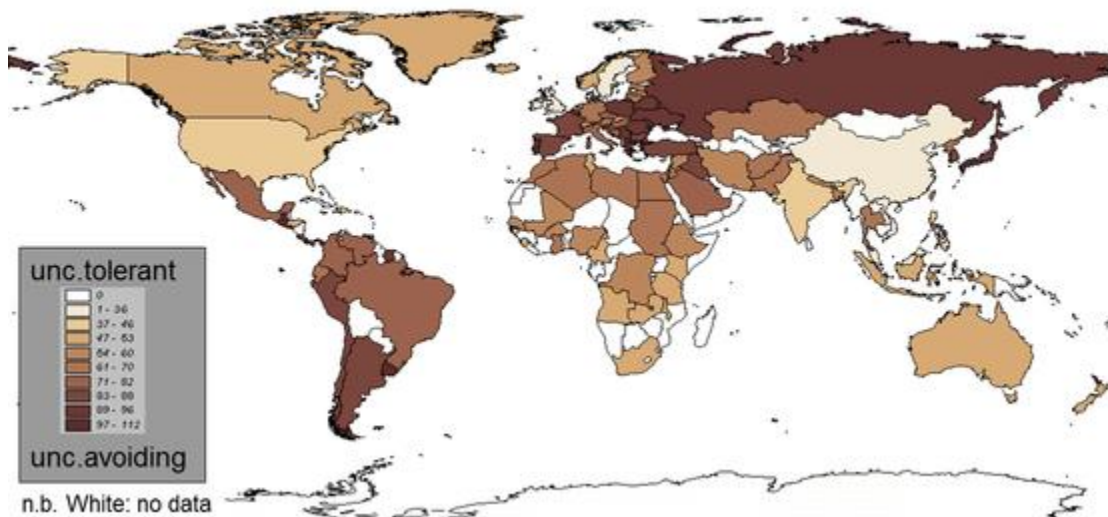 unc.tolerant
0
1 - 36
37 - 46
47 - 53
54 - 60
61 - 70
71 - 82
83 - 88
89 - 96
97 - 112
unc.avoiding
n.b. White: no data